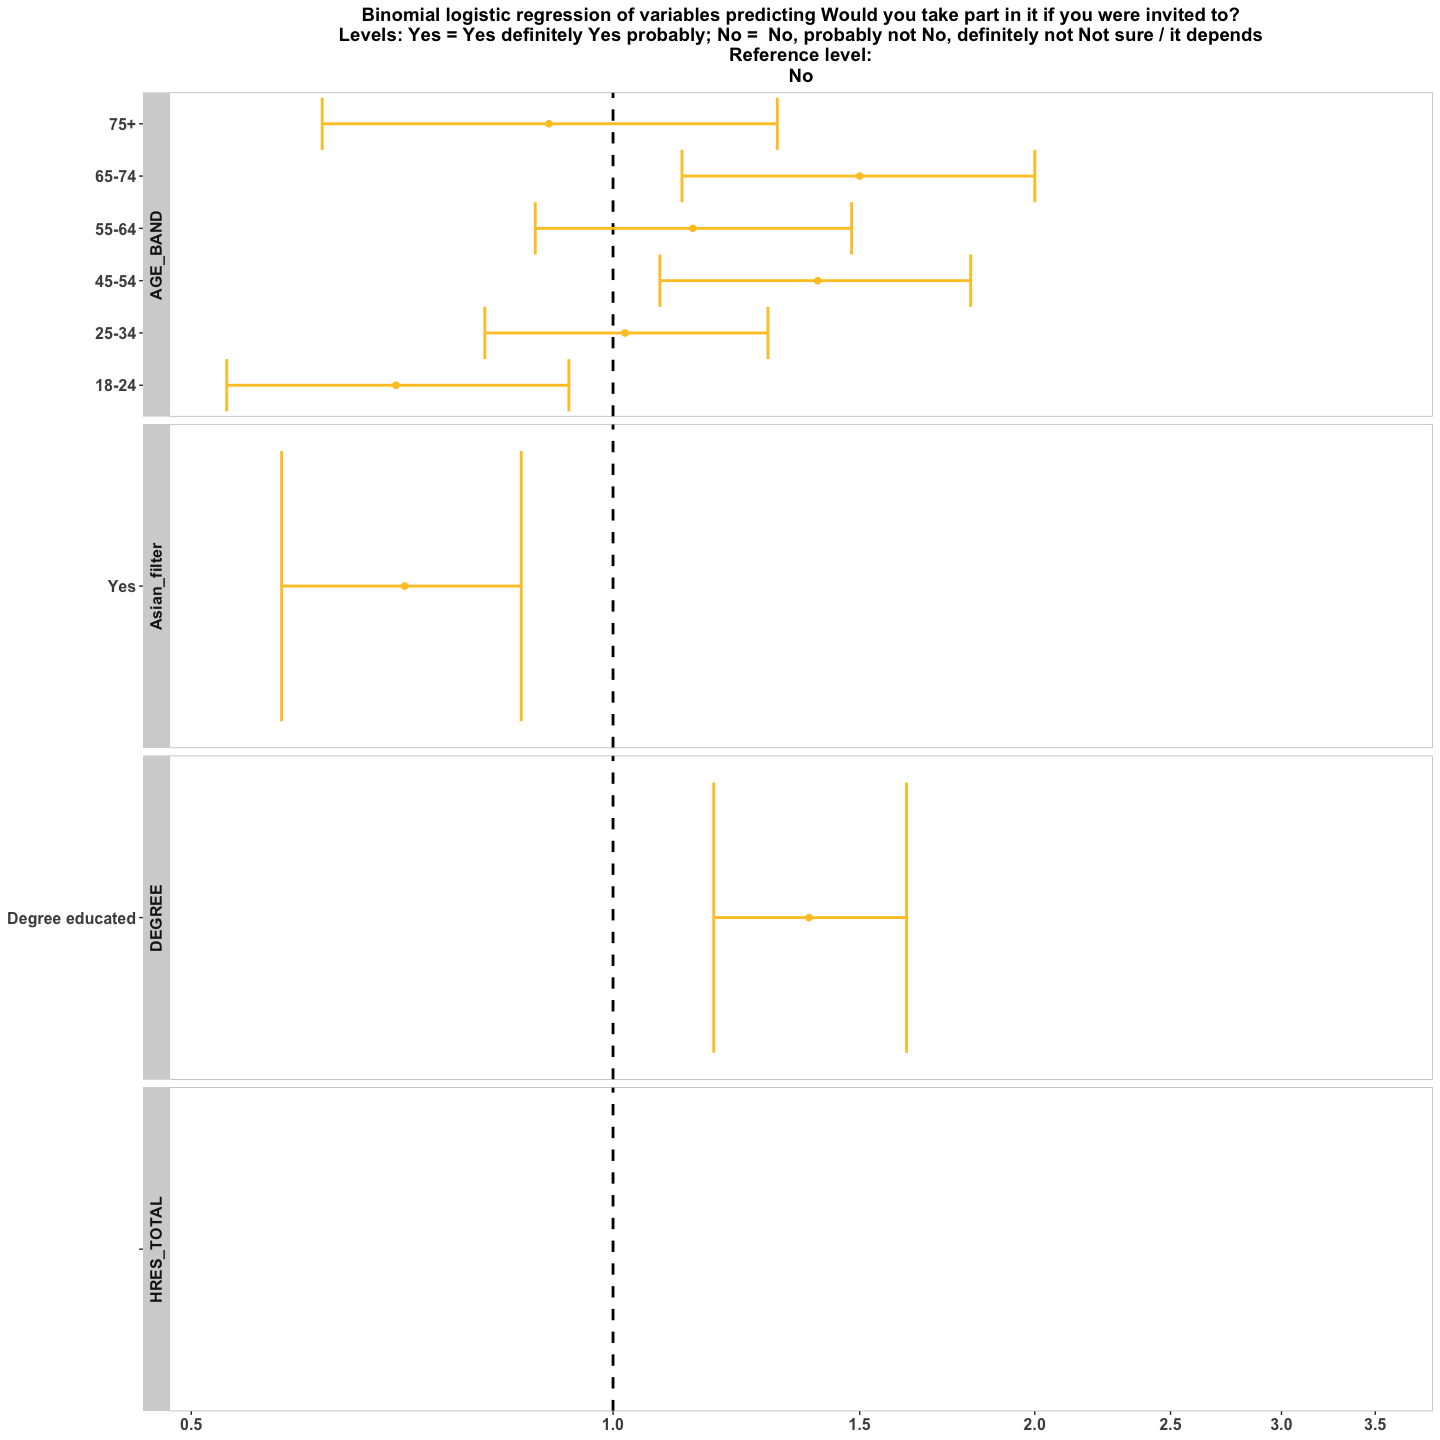 Binomial logistic regression of variables predicting Would you take part in it if you were invited to?
Levels: Yes = Yes definitely Yes probably; No =  No, probably not No, definitely not Not sure / it depends
Reference level:
No
AGE_BAND
75+
65-74
55-64
45-54
25-34
18-24
Asian_filter
Yes
DEGREE
Degree educated
HRES_TOTAL
0.5 1.0 1.5 2.0 2.5 3.0 3.5